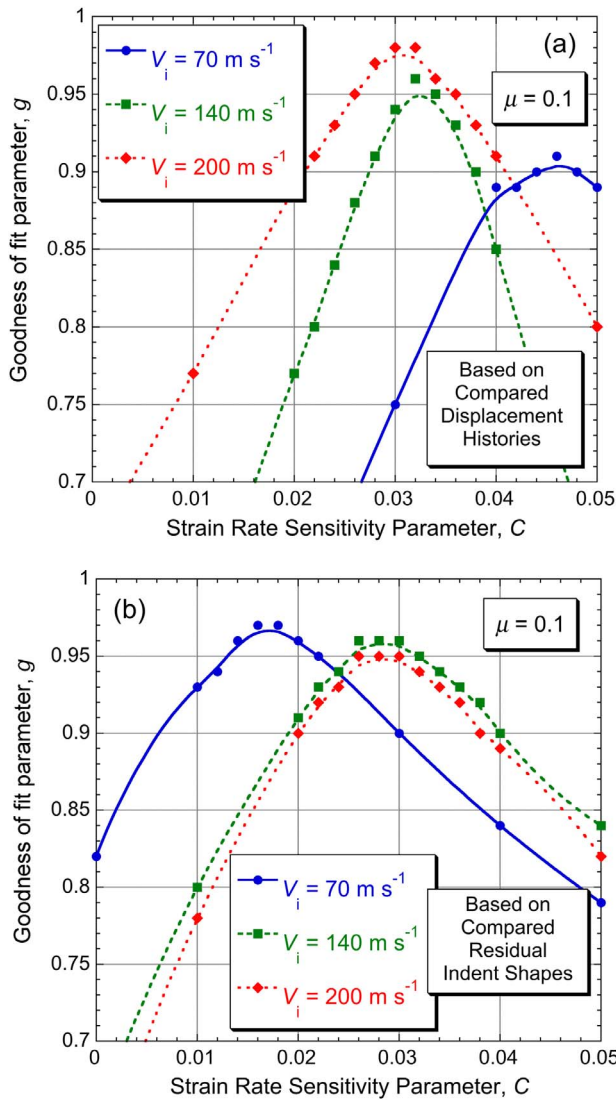 1
(a)
V_i = 70 m s⁻¹
V_i = 140 m s⁻¹
V_i = 200 m s⁻¹
μ = 0.1
0.95
0.9
0.85
0.8
0.75
0.7
Goodness of fit parameter, g
Based on
Compared
Displacement
Histories
0 0.01 0.02 0.03 0.04 0.05
Strain Rate Sensitivity Parameter, C
1
(b)
μ = 0.1
0.95
0.9
0.85
0.8
0.75
0.7
Goodness of fit parameter, g
V_i = 70 m s⁻¹
V_i = 140 m s⁻¹
V_i = 200 m s⁻¹
Based on
Compared
Residual
Indent Shapes
0 0.01 0.02 0.03 0.04 0.05
Strain Rate Sensitivity Parameter, C